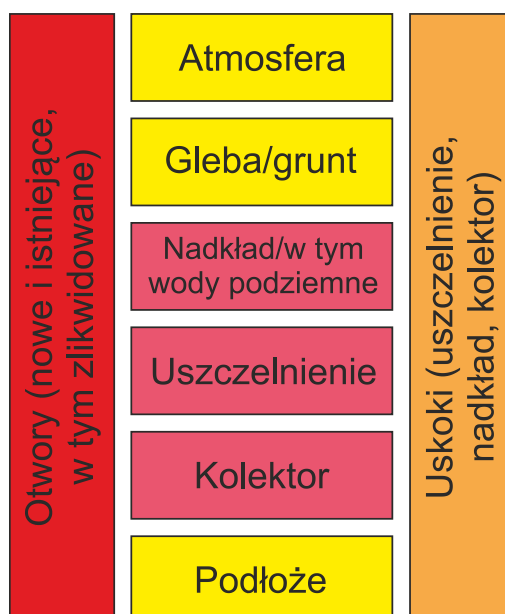 Otwory (nowe i istniejące,
w tym zlikwidowane)
Atmosfera
Gleba/grunt
Nadkład/w tym
wody podziemne
Uszczelnienie
Kolektor
Podłoże
Uskoki (uszczelnienie,
nadkład, kolektor)